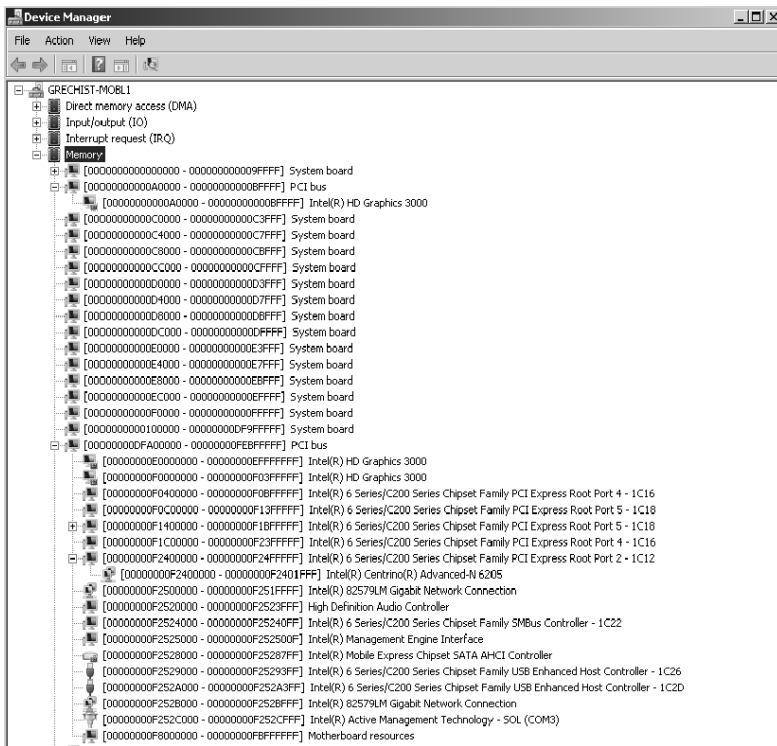 Device Manager
File Action View Help
GRECHIST-MOBL1
Direct memory access (DMA)
Input/output (IO)
Interrupt request (IRQ)
Memory
[0000000000000000 - 000000000009FFFF] System board
[00000000000A0000 - 00000000000BFFFF] PCI bus
[00000000000A0000 - 00000000000BFFFF] Intel(R) HD Graphics 3000
[00000000000C0000 - 00000000000C3FFF] System board
[00000000000C4000 - 00000000000C7FFF] System board
[00000000000C8000 - 00000000000CBFFF] System board
[00000000000CC000 - 00000000000CFFFF] System board
[00000000000D0000 - 00000000000D3FFF] System board
[00000000000D4000 - 00000000000D7FFF] System board
[00000000000D8000 - 00000000000DBFFF] System board
[00000000000DC000 - 00000000000DFFFF] System board
[00000000000E0000 - 00000000000E3FFF] System board
[00000000000E4000 - 00000000000E7FFF] System board
[00000000000E8000 - 00000000000EBFFF] System board
[00000000000EC000 - 00000000000EFFFF] System board
[00000000000F0000 - 00000000000FFFFF] System board
[0000000000100000 - 00000000DF9FFFFF] System board
[00000000DFA00000 - 00000000FEBFFFFF] PCI bus
[00000000E0000000 - 00000000EFFFFFFF] Intel(R) HD Graphics 3000
[00000000F0000000 - 00000000F03FFFFF] Intel(R) HD Graphics 3000
[00000000F0400000 - 00000000F0BFFFFF] Intel(R) 6 Series/C200 Series Chipset Family PCI Express Root Port 4 - 1C16
[00000000F0C00000 - 00000000F13FFFFF] Intel(R) 6 Series/C200 Series Chipset Family PCI Express Root Port 5 - 1C18
[00000000F1400000 - 00000000F1BFFFFF] Intel(R) 6 Series/C200 Series Chipset Family PCI Express Root Port 5 - 1C18
[00000000F1C00000 - 00000000F23FFFFF] Intel(R) 6 Series/C200 Series Chipset Family PCI Express Root Port 4 - 1C16
[00000000F2400000 - 00000000F24FFFFF] Intel(R) 6 Series/C200 Series Chipset Family PCI Express Root Port 2 - 1C12
[00000000F2400000 - 00000000F2401FFF] Intel(R) Centrino(R) Advanced-N 6205
[00000000F2500000 - 00000000F251FFFF] Intel(R) 82579LM Gigabit Network Connection
[00000000F2520000 - 00000000F2523FFF] High Definition Audio Controller
[00000000F2524000 - 00000000F25240FF] Intel(R) 6 Series/C200 Series Chipset Family SMBus Controller - 1C22
[00000000F2525000 - 00000000F252500F] Intel(R) Management Engine Interface
[00000000F2528000 - 00000000F25287FF] Intel(R) Mobile Express Chipset SATA AHCI Controller
[00000000F2529000 - 00000000F25293FF] Intel(R) 6 Series/C200 Series Chipset Family USB Enhanced Host Controller - 1C26
[00000000F252A000 - 00000000F252A3FF] Intel(R) 6 Series/C200 Series Chipset Family USB Enhanced Host Controller - 1C2D
[00000000F252B000 - 00000000F252BFFF] Intel(R) 82579LM Gigabit Network Connection
[00000000F252C000 - 00000000F252CFFF] Intel(R) Active Management Technology - SOL (COM3)
[00000000F8000000 - 00000000FBFFFFFF] Motherboard resources